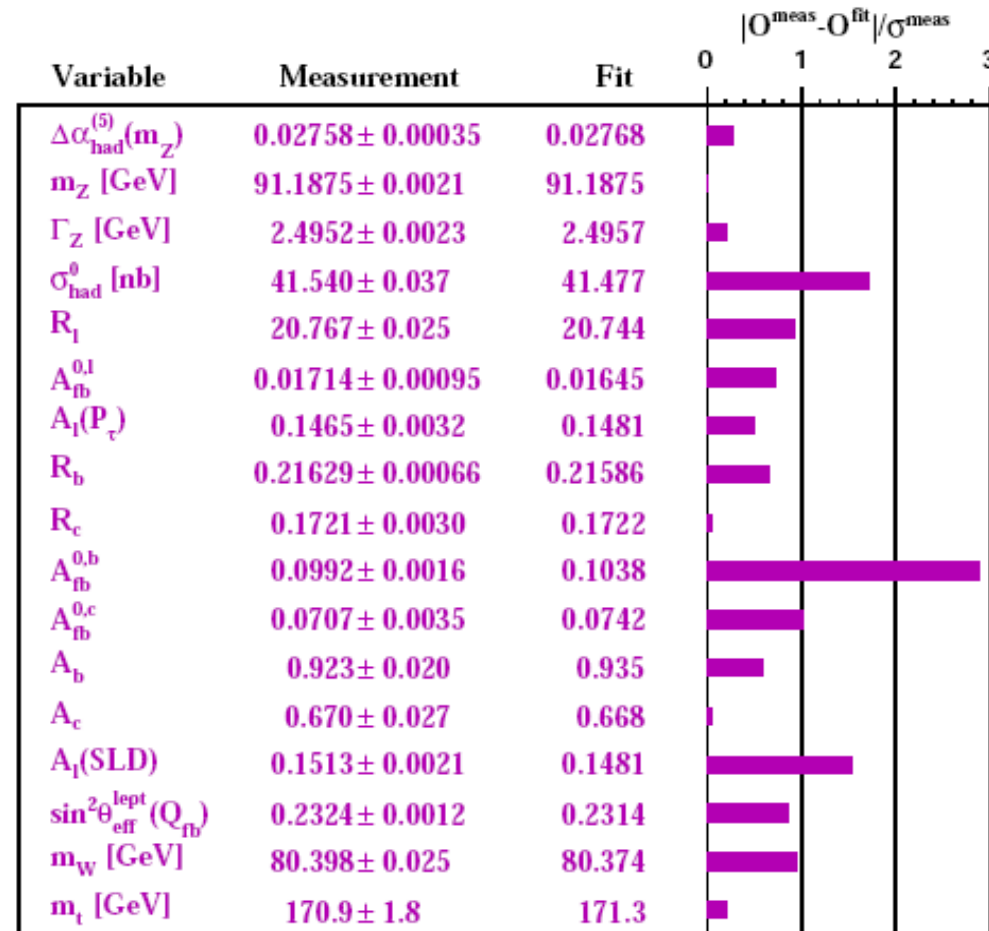 |O^meas-O^fit|/σ^meas
Variable Measurement Fit 0 1 2 3
Δα_had^(5)(m_Z) 0.02758 ± 0.00035 0.02768
m_Z [GeV] 91.1875 ± 0.0021 91.1875
Γ_Z [GeV] 2.4952 ± 0.0023 2.4957
σ_had^0 [nb] 41.540 ± 0.037 41.477
R_l 20.767 ± 0.025 20.744
A_fb^0,l 0.01714 ± 0.00095 0.01645
A_l(P_τ) 0.1465 ± 0.0032 0.1481
R_b 0.21629 ± 0.00066 0.21586
R_c 0.1721 ± 0.0030 0.1722
A_fb^0,b 0.0992 ± 0.0016 0.1038
A_fb^0,c 0.0707 ± 0.0035 0.0742
A_b 0.923 ± 0.020 0.935
A_c 0.670 ± 0.027 0.668
A_l(SLD) 0.1513 ± 0.0021 0.1481
sin²θ_eff^lept(Q_fb) 0.2324 ± 0.0012 0.2314
m_W [GeV] 80.398 ± 0.025 80.374
m_t [GeV] 170.9 ± 1.8 171.3